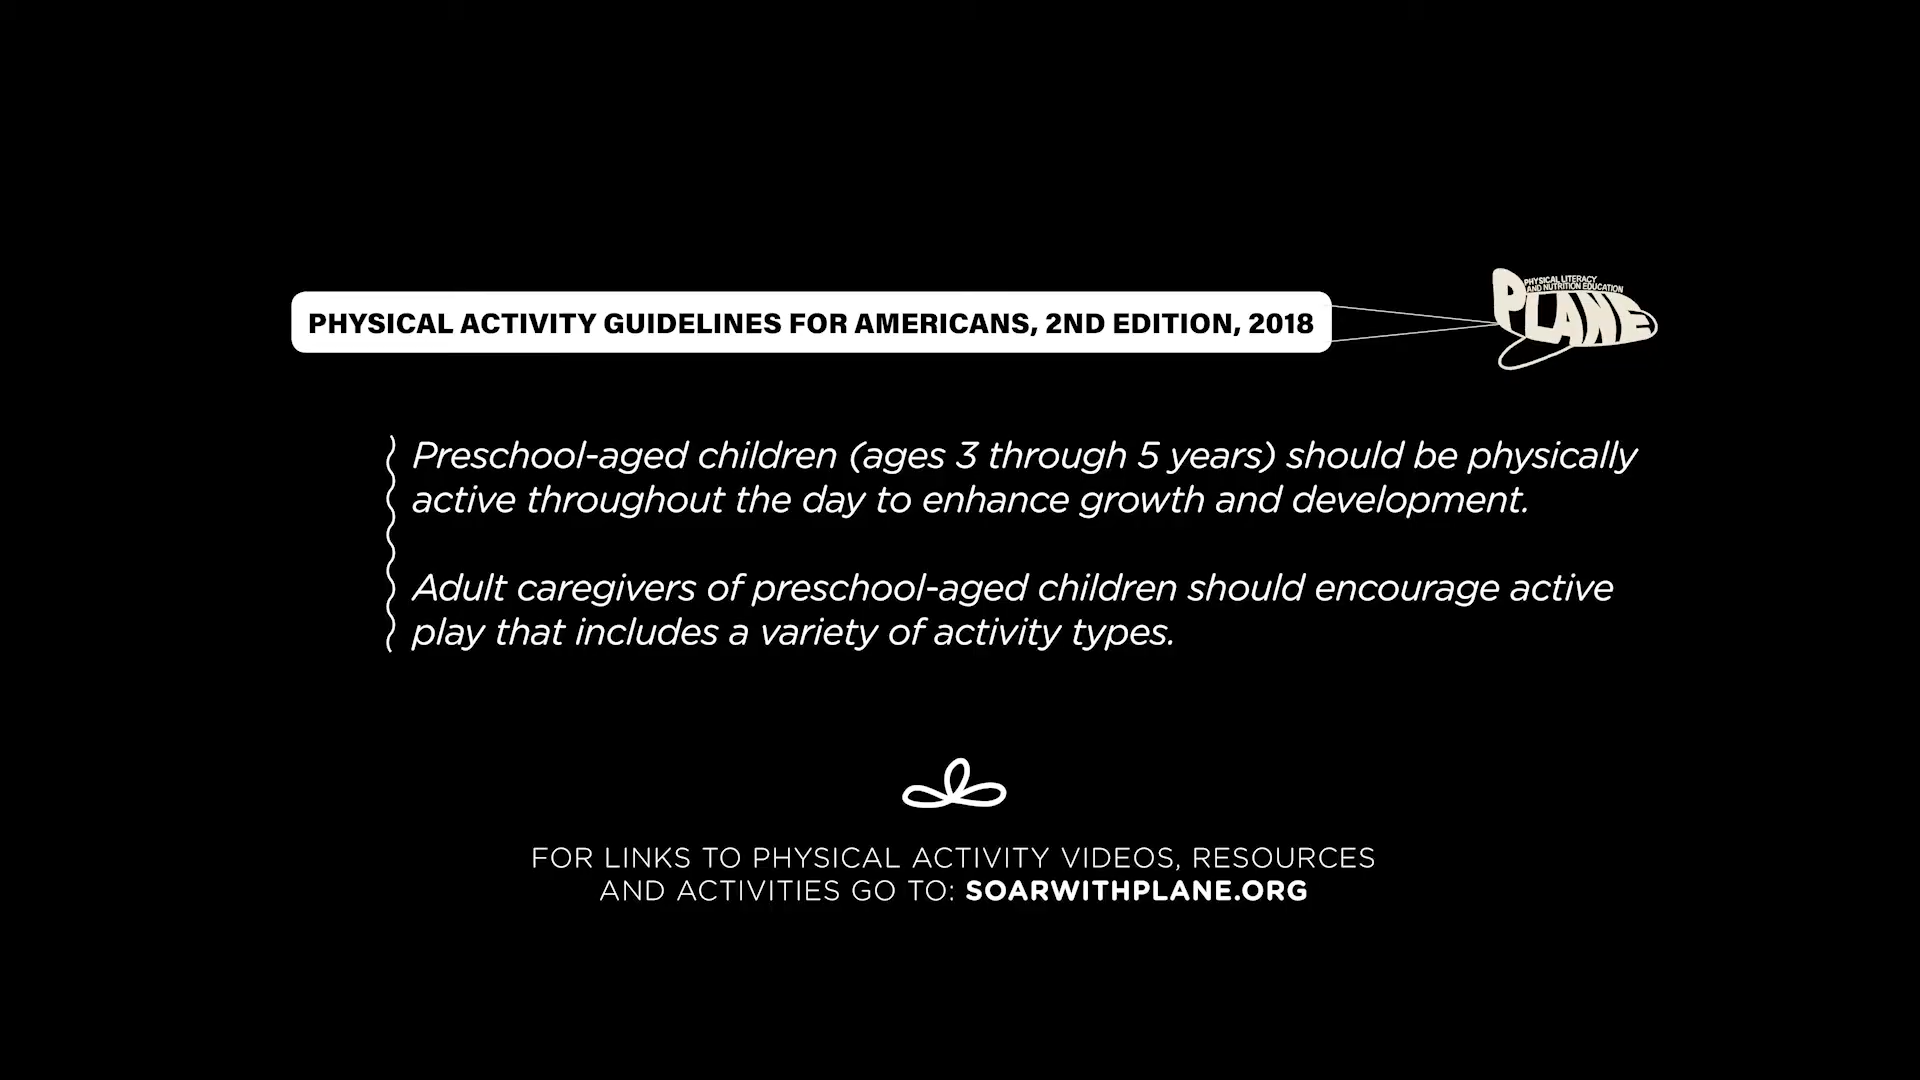 PHYSICAL ACTIVITY GUIDELINES FOR AMERICANS, 2ND EDITION, 2018
PHYSICAL LITERACY
AND NUTRITION EDUCATION
PLANE
Preschool-aged children (ages 3 through 5 years) should be physically
active throughout the day to enhance growth and development.
Adult caregivers of preschool-aged children should encourage active
play that includes a variety of activity types.
FOR LINKS TO PHYSICAL ACTIVITY VIDEOS, RESOURCES
AND ACTIVITIES GO TO: SOARWITHPLANE.ORG